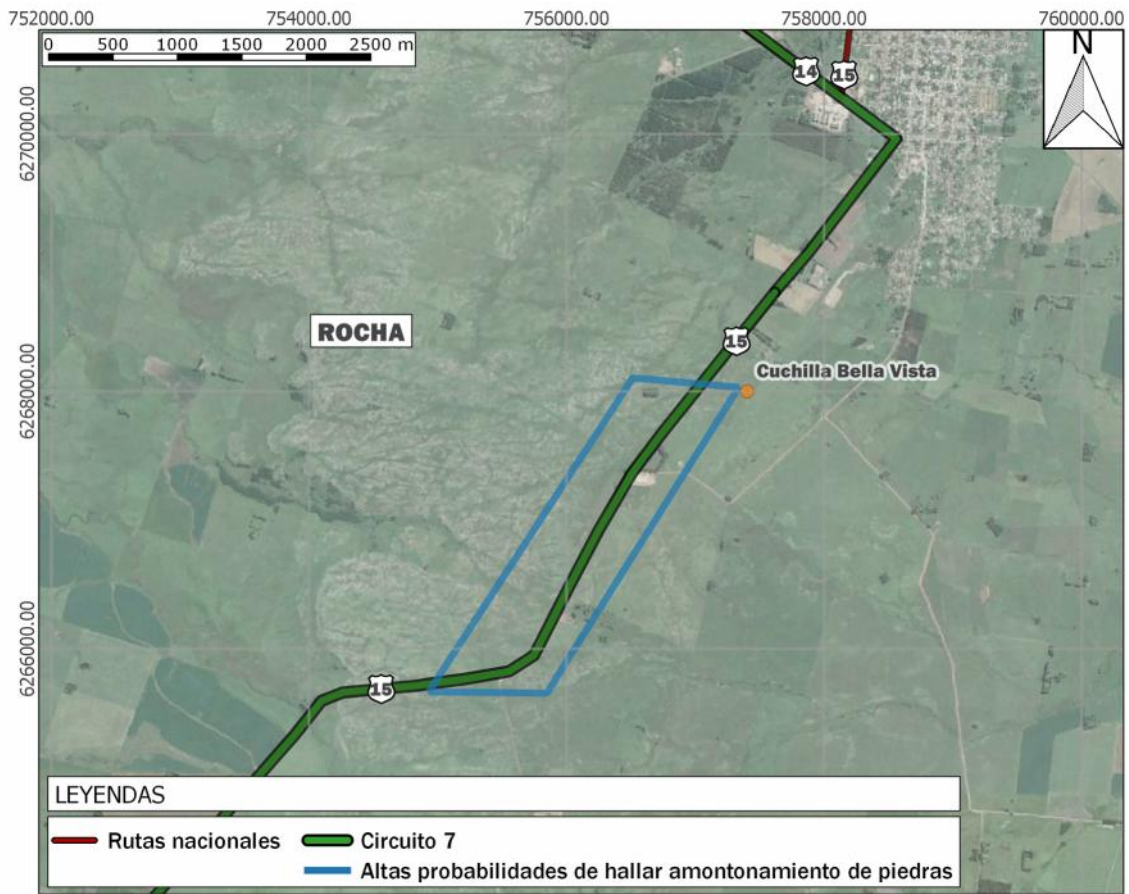 752000.00 754000.00 756000.00 758000.00 760000.00
0 500 1000 1500 2000 2500 m
N
14
15
6270000.00
ROCHA
15
Cuchilla Bella Vista
6268000.00
6266000.00
15
LEYENDAS
Rutas nacionales Circuito 7
Altas probabilidades de hallar amontonamiento de piedras